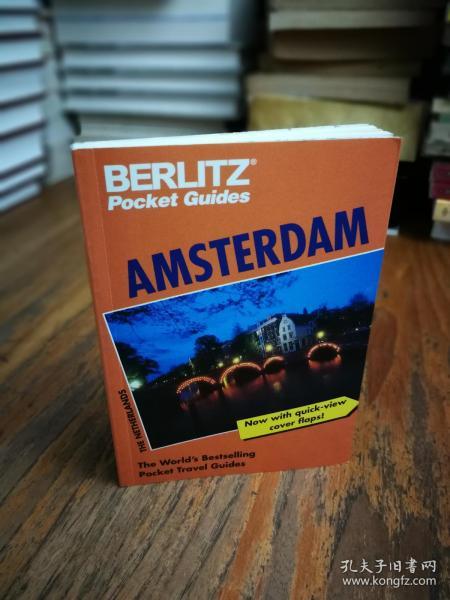 BERLITZ®
Pocket Guides
AMSTERDAM
THE NETHERLANDS
Now with quick-view
cover flaps!
The World's Bestselling
Pocket Travel Guides
孔夫子旧书网
www.kongfz.com